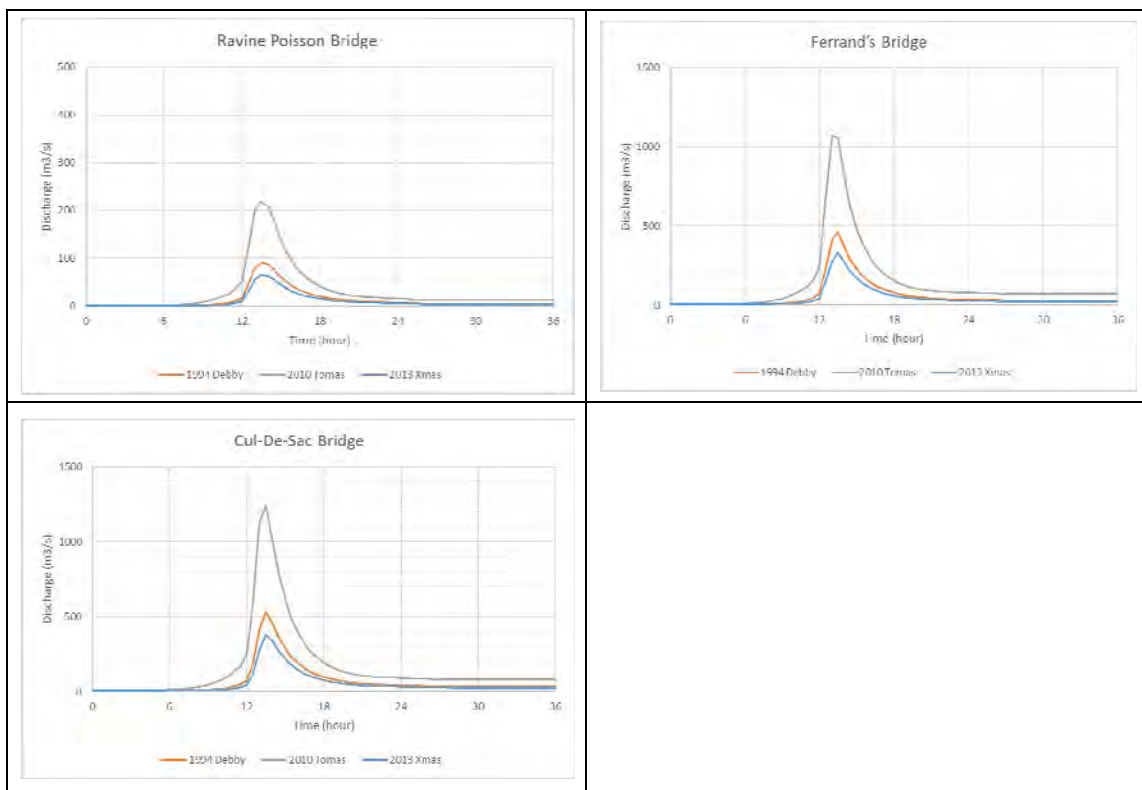 Ravine Poisson Bridge
500
400
300
200
100
0
Discharge (m3/s)
0 6 12 18 24 30 36
Time (hour)
1994 Debby 2010 Tomas 2013 Xmas
Ferrand's Bridge
1500
1000
500
0
Discharge (m3/s)
0 6 12 18 24 30 36
Time (hour)
1994 Debby 2010 Tomas 2013 Xmas
Cul-De-Sac Bridge
1500
1000
500
0
Discharge (m3/s)
0 6 12 18 24 30 36
Time (hour)
1994 Debby 2010 Tomas 2013 Xmas